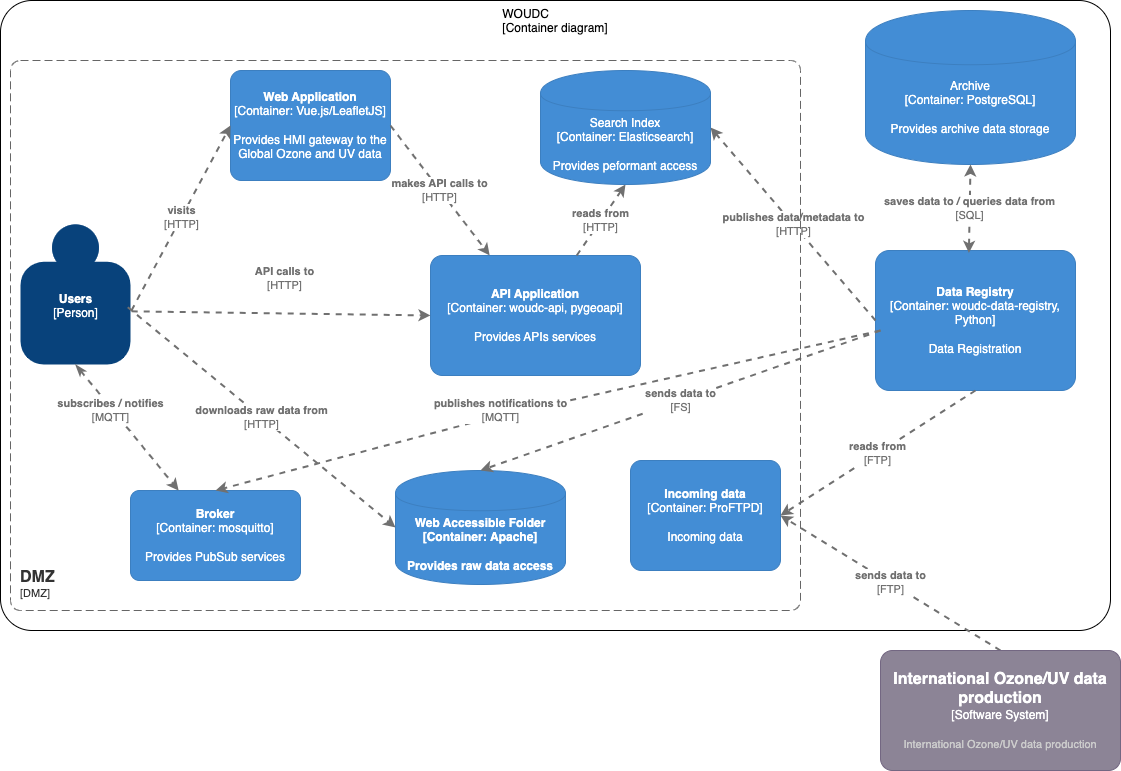 WOUDC
[Container diagram]
Web Application
[Container: Vue.js/LeafletJS]
Provides HMI gateway to the
Global Ozone and UV data
Search Index
[Container: Elasticsearch]
Provides peformant access
Archive
[Container: PostgreSQL]
Provides archive data storage
visits
[HTTP]
makes API calls to
[HTTP]
reads from
[HTTP]
publishes data/metadata to
[HTTP]
saves data to / queries data from
[SQL]
Users
[Person]
API calls to
[HTTP]
API Application
[Container: woudc-api, pygeoapi]
Provides APIs services
Data Registry
[Container: woudc-data-registry,
Python]
Data Registration
subscribes / notifies
[MQTT]
downloads raw data from
[HTTP]
publishes notifications to
[MQTT]
sends data to
[FS]
reads from
[FTP]
Broker
[Container: mosquitto]
Provides PubSub services
Web Accessible Folder
[Container: Apache]
Provides raw data access
Incoming data
[Container: ProFTPD]
Incoming data
DMZ
[DMZ]
sends data to
[FTP]
International Ozone/UV data
production
[Software System]
International Ozone/UV data production